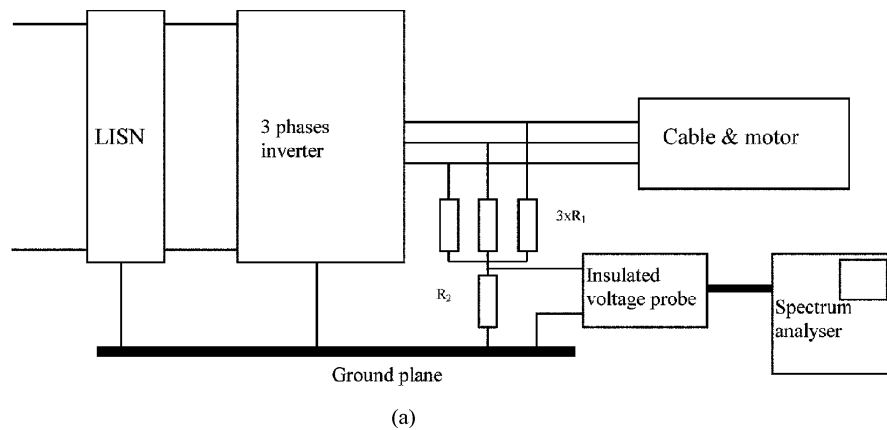 LISN
3 phases
inverter
Cable & motor
3xR₁
R₂
Insulated
voltage probe
Spectrum
analyser
Ground plane
(a)